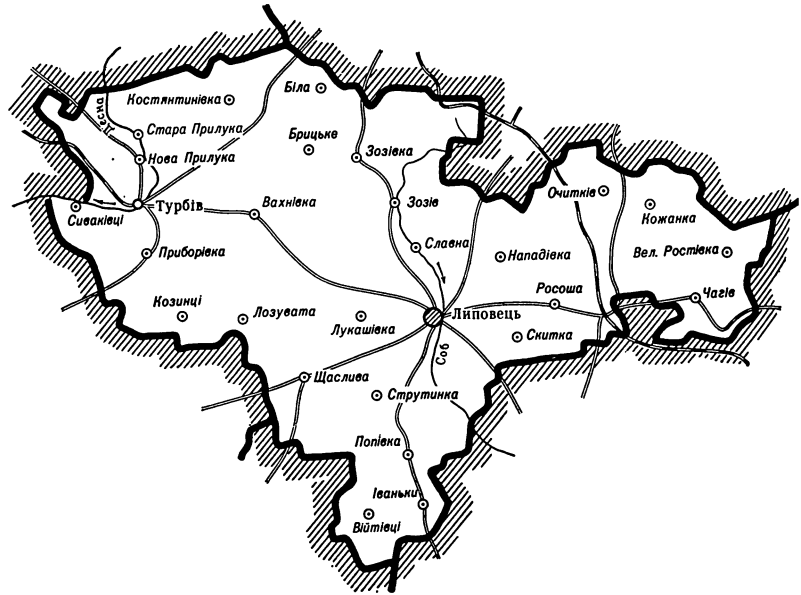 Біла
Костянтинівка
Десна
Стара Прилука
Брицьке
Зозівка
Нова Прилука
Очитків
Турбів
Сиваківці
Вахнівка
Зозів
Кожанка
Славна
Приборівка
Нападівка
Вел. Ростівка
Козинці
Лозувата
Лукашівка
Липовець
Росоша
Чагів
Скитка
Соб
Щаслива
Струтинка
Попівка
Іваньки
Війтівці